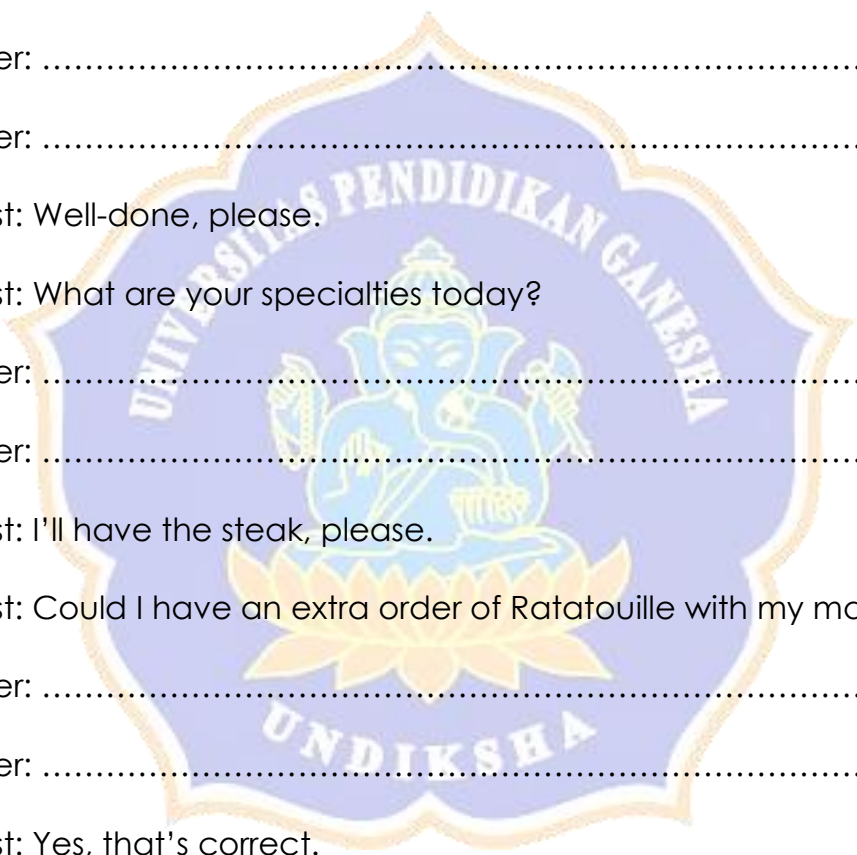 er: ……………………………………………………………………
er: ……………………………………………………………………
st: Well-done, please.
UNIVERSITAS PENDIDIKAN GANESHA
st: What are your specialties today?
er: ……………………………………………………………………
er: ……………………………………………………………………
st: I’ll have the steak, please.
st: Could I have an extra order of Ratatouille with my
er: ……………………………………………………………………
UNDIKSHA
er: ……………………………………………………………………
st: Yes, that’s correct.